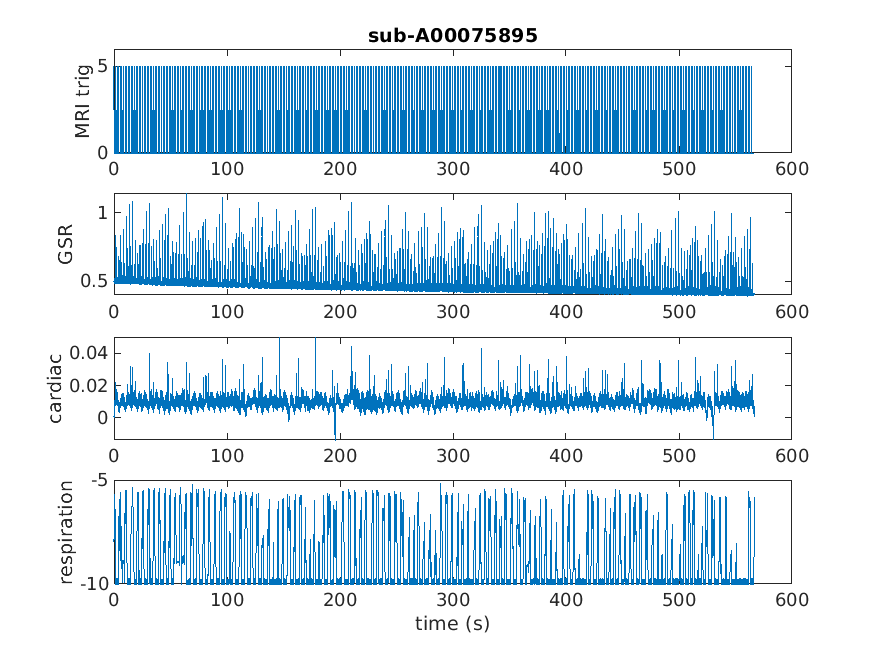 sub-A00075895
MRI trig
5
0
0 100 200 300 400 500 600
GSR
1
0.5
0 100 200 300 400 500 600
cardiac
0.04
0.02
0
0 100 200 300 400 500 600
respiration
-5
-10
0 100 200 300 400 500 600
time (s)